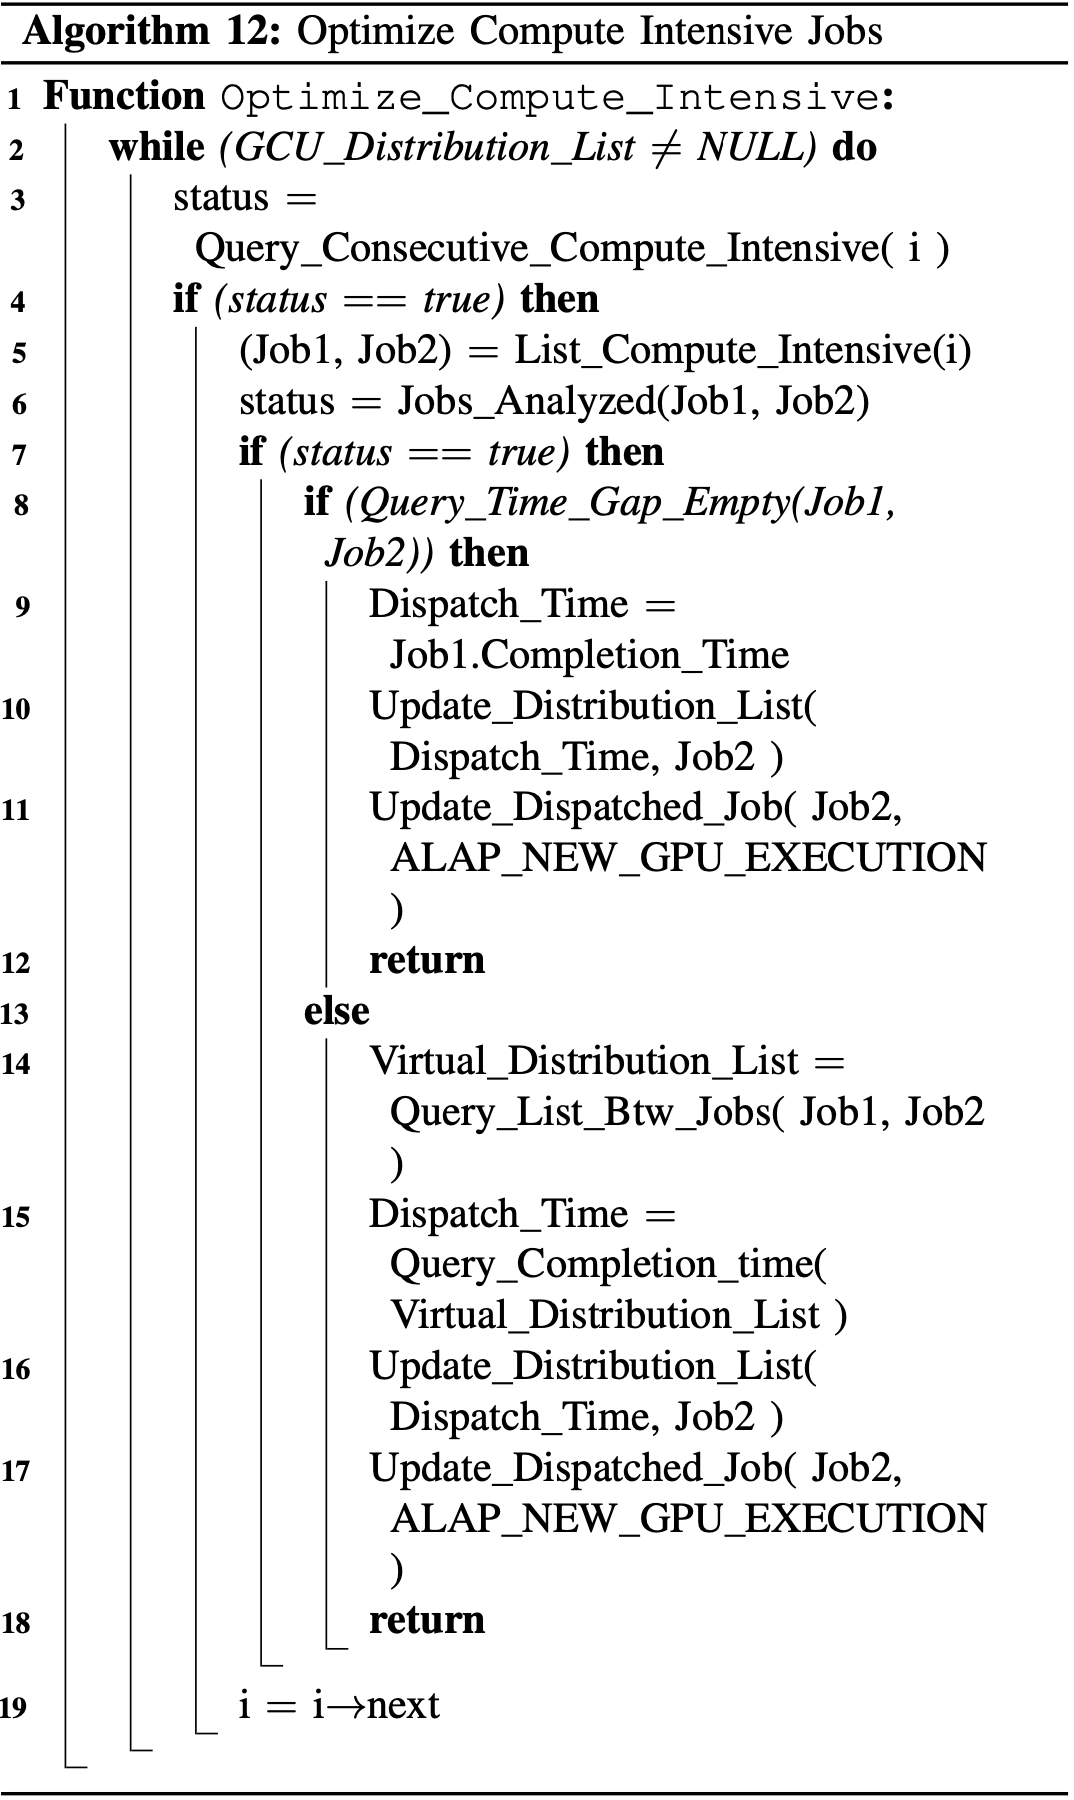 Algorithm 12: Optimize Compute Intensive Jobs
1 Function Optimize_Compute_Intensive:
2 while (GCU_Distribution_List ≠ NULL) do
3 status =
Query_Consecutive_Compute_Intensive( i )
4 if (status == true) then
5 (Job1, Job2) = List_Compute_Intensive(i)
6 status = Jobs_Analyzed(Job1, Job2)
7 if (status == true) then
8 if (Query_Time_Gap_Empty(Job1,
Job2)) then
9 Dispatch_Time =
Job1.Completion_Time
10 Update_Distribution_List(
Dispatch_Time, Job2 )
11 Update_Dispatched_Job( Job2,
ALAP_NEW_GPU_EXECUTION
)
12 return
13 else
14 Virtual_Distribution_List =
Query_List_Btw_Jobs( Job1, Job2
)
15 Dispatch_Time =
Query_Completion_time(
Virtual_Distribution_List )
16 Update_Distribution_List(
Dispatch_Time, Job2 )
17 Update_Dispatched_Job( Job2,
ALAP_NEW_GPU_EXECUTION
)
18 return
19 i = i→next